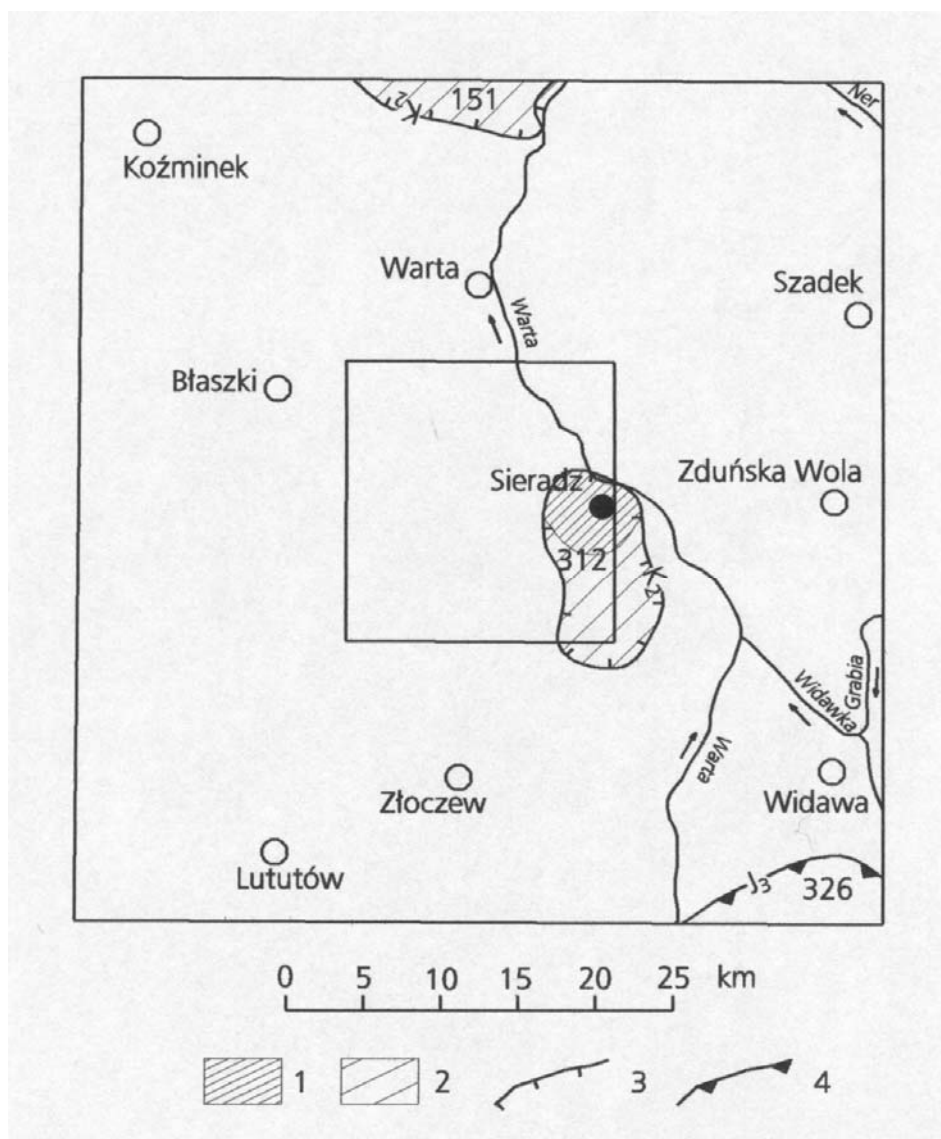 K2
151
Ner
Koźminek
Warta
Szadek
Warta
Błaszki
Sieradz
Zduńska Wola
312
K2
Grabia
Widawka
Warta
Złoczew
Widawa
Lututów
J3
326
0 5 10 15 20 25 km
1 2 3 4